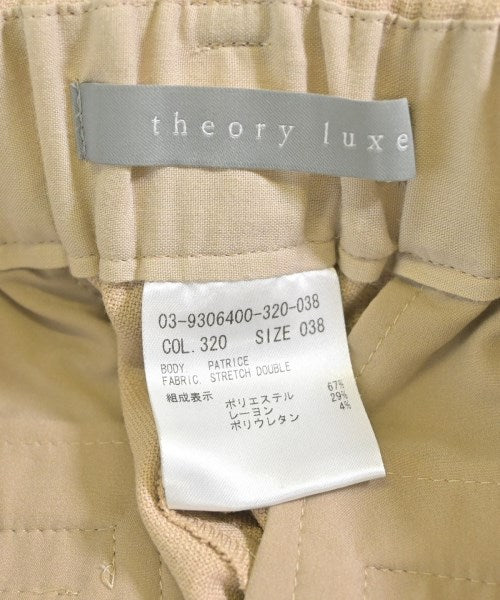 theory luxe
03-9306400-320-038
COL. 320 SIZE 038
BODY. PATRICE
FABRIC. STRETCH DOUBLE
組成表示 ポリエステル 67%
レーヨン 29%
ポリウレタン 4%